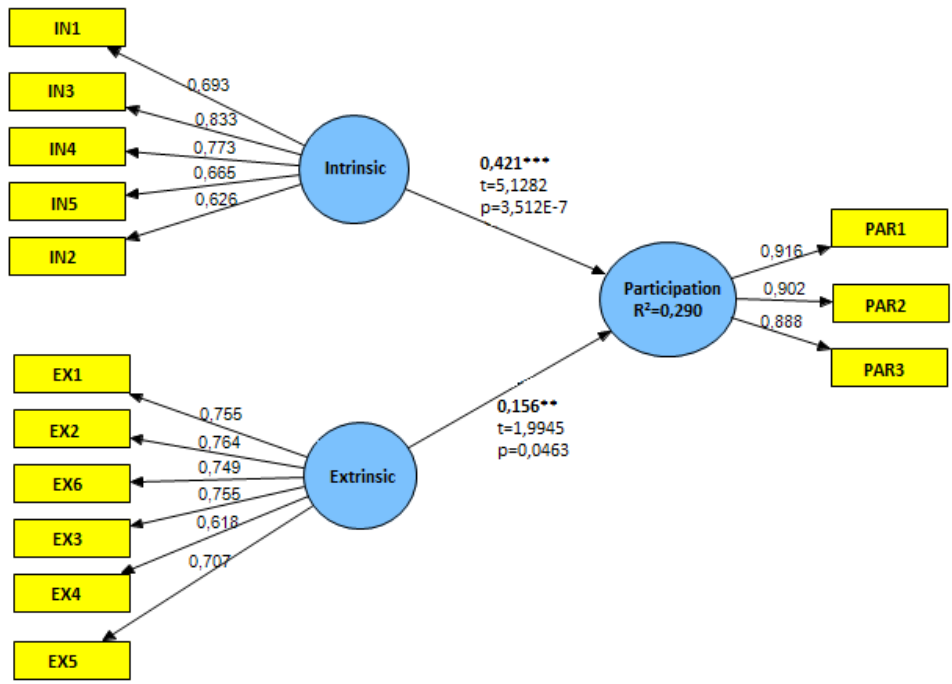 IN1
0,693
IN3
0,833
IN4
0,773
IN5
0,665
IN2
0,626
Intrinsic
0,421***
t=5,1282
p=3,512E-7
Participation
R²=0,290
0,916
PAR1
0,902
PAR2
0,888
PAR3
EX1
0,755
EX2
0,764
EX6
0,749
EX3
0,755
EX4
0,618
EX5
0,707
Extrinsic
0,156**
t=1,9945
p=0,0463